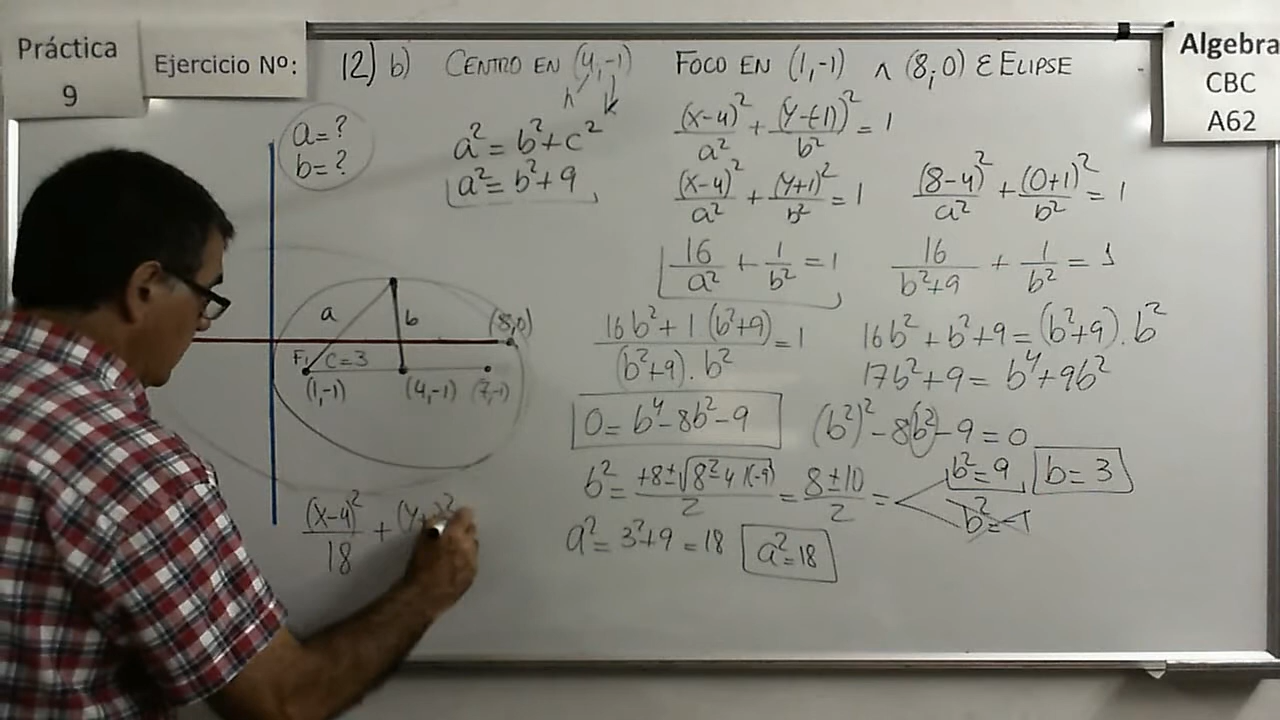 Práctica
9
Ejercicio Nº:
12) b) CENTRO EN (4,-1) FOCO EN (1,-1) ∧ (8,0) ∈ ELIPSE
h k
Algebra
CBC
A62
a=?
b=?
a² = b²+c²
a² = b²+9
(x-4)²/a² + (y-(-1))²/b² = 1
(x-4)²/a² + (y+1)²/b² = 1
(8-4)²/a² + (0+1)²/b² = 1
16/a² + 1/b² = 1
16/(b²+9) + 1/b² = 1
(16b²+1(b²+9))/((b²+9).b²) = 1
16b²+b²+9 = (b²+9).b²
17b²+9 = b⁴+9b²
0 = b⁴-8b²-9
(b²)²-8(b²)-9=0
b² = (+8±√(8²-4.1(-9)))/2 = (8±10)/2 =
b²=9
b=3
b²=-1
a² = 3²+9 = 18
a²=18
a
b
(8,0)
F₁ c=3
(1,-1) (4,-1) (7,-1)
(x-4)²/18 + (y+1)²